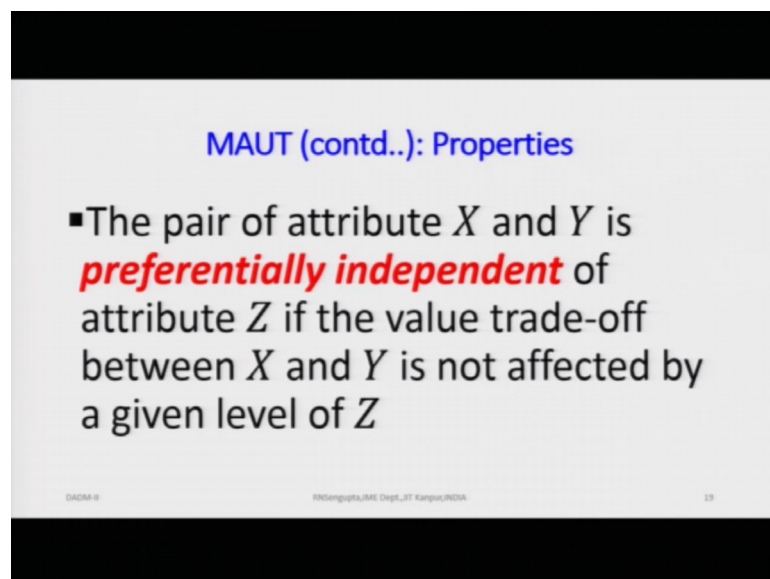 MAUT (contd..): Properties
▪The pair of attribute X and Y is
preferentially independent of
attribute Z if the value trade-off
between X and Y is not affected by
a given level of Z
DADM-II
RNSengupta,IME Dept.,IIT Kanpur,INDIA
19